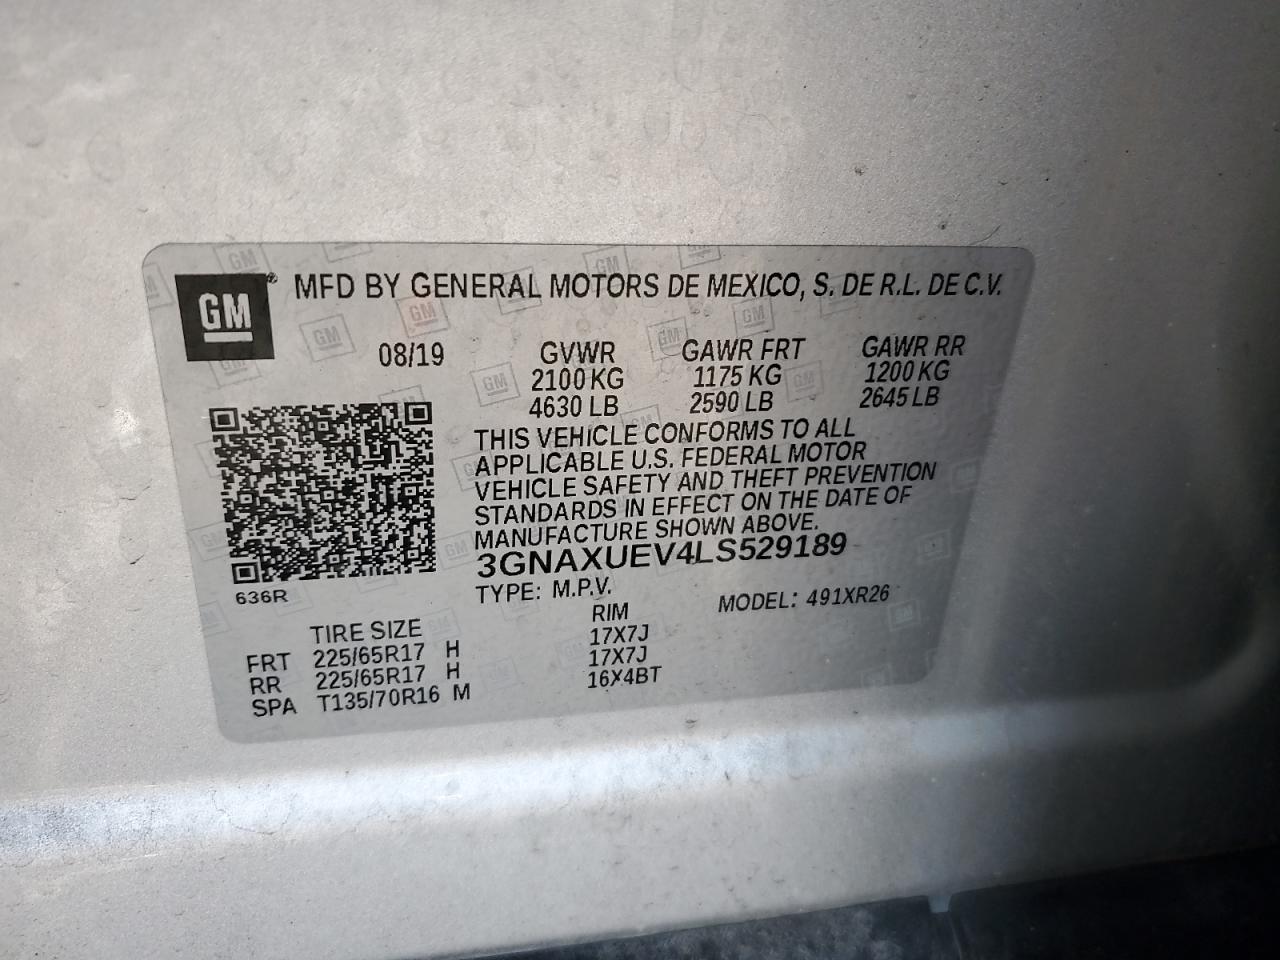 GM® MFD BY GENERAL MOTORS DE MEXICO, S. DE R.L. DE C.V.
08/19 GVWR GAWR FRT GAWR RR
2100 KG 1175 KG 1200 KG
4630 LB 2590 LB 2645 LB
THIS VEHICLE CONFORMS TO ALL
APPLICABLE U.S. FEDERAL MOTOR
VEHICLE SAFETY AND THEFT PREVENTION
STANDARDS IN EFFECT ON THE DATE OF
MANUFACTURE SHOWN ABOVE.
3GNAXUEV4LS529189
636R
TYPE: M.P.V. MODEL: 491XR26
TIRE SIZE RIM
FRT 225/65R17 H 17X7J
RR 225/65R17 H 17X7J
SPA T135/70R16 M 16X4BT